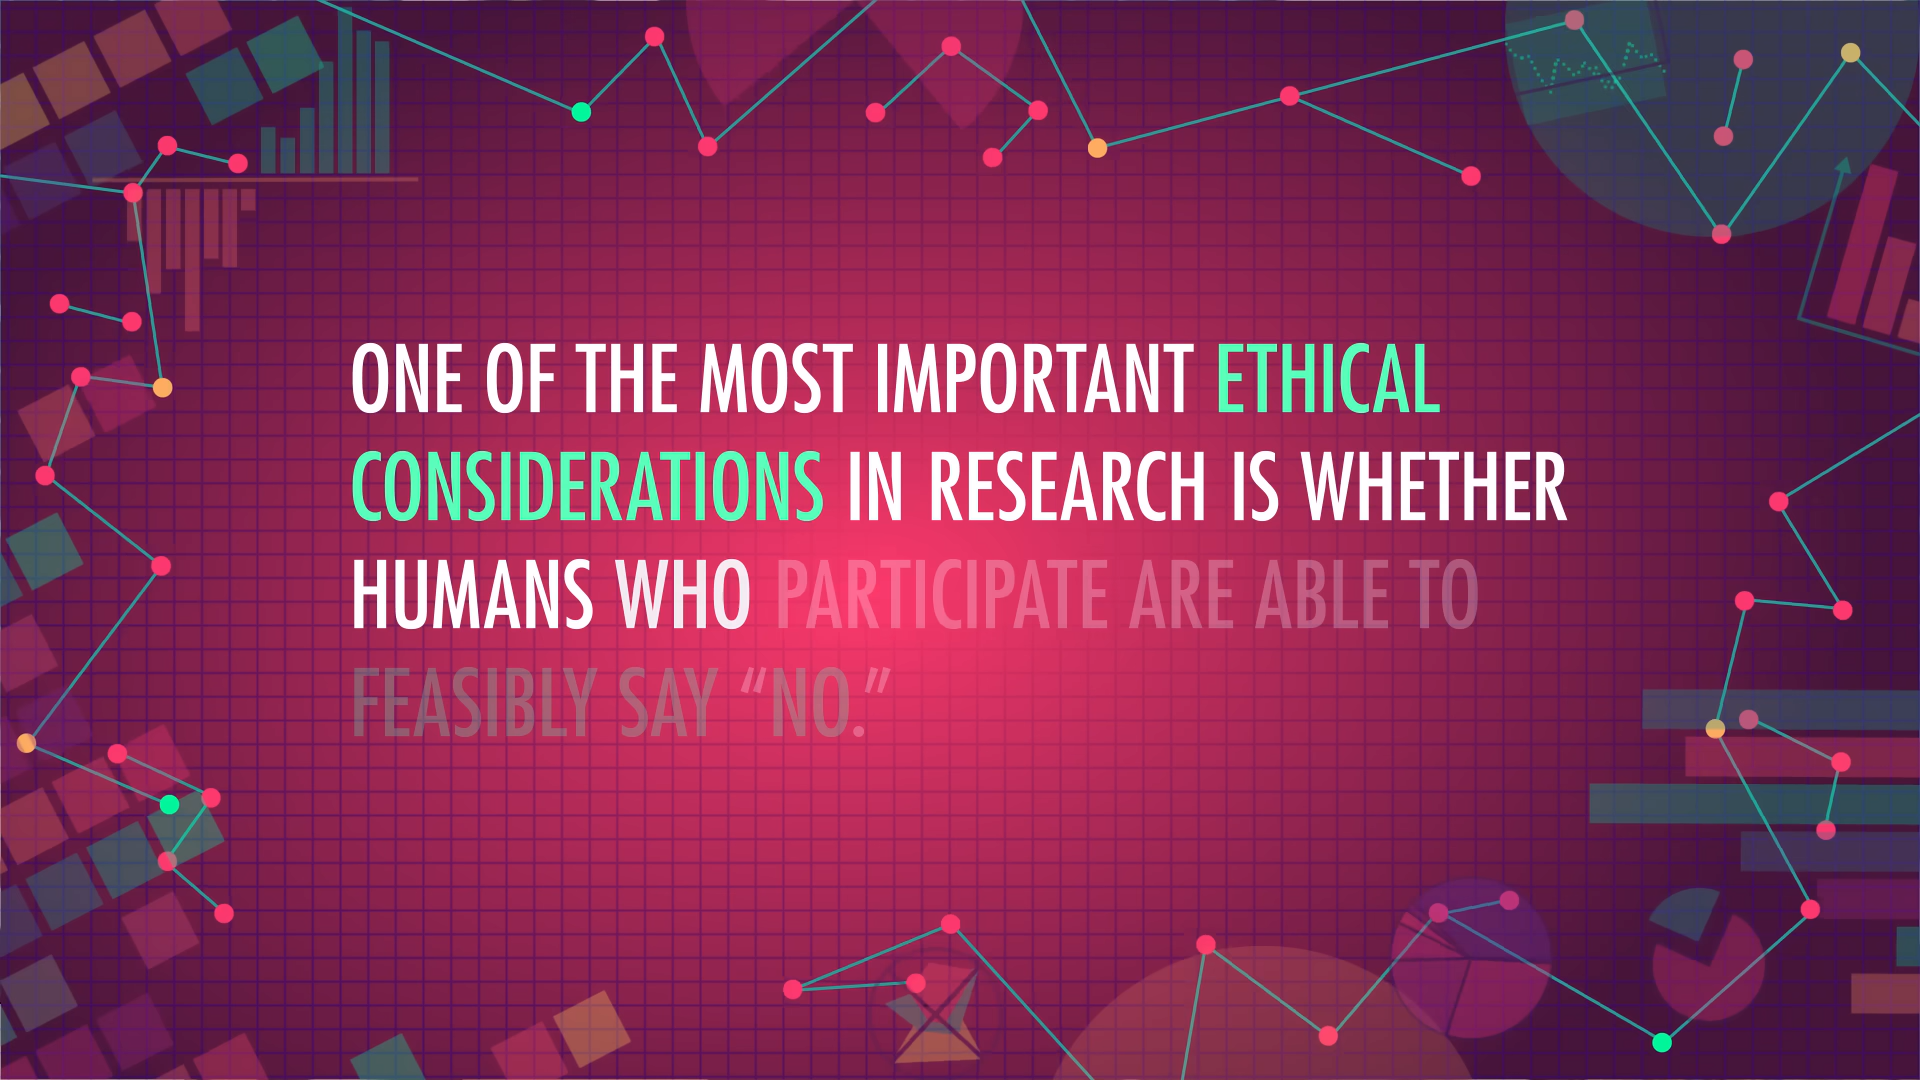 ONE OF THE MOST IMPORTANT ETHICAL
CONSIDERATIONS IN RESEARCH IS WHETHER
HUMANS WHO PARTICIPATE ARE ABLE TO
FEASIBLY SAY “NO.”